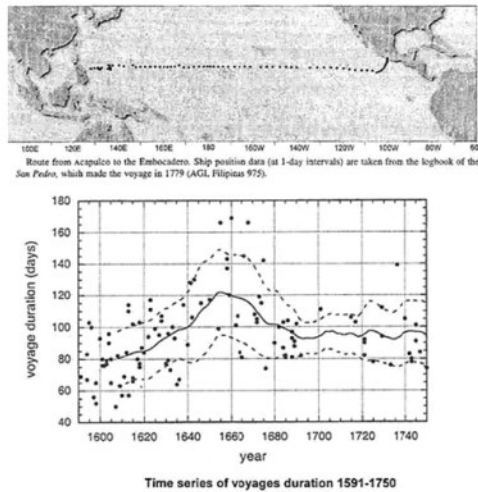 100E 120E 140E 160E 180 160W 140W 120W 100W 80W 60
Route from Acapulco to the Embocadero. Ship position data (at 1-day intervals) are taken from the logbook of the
San Pedro, which made the voyage in 1779 (AGI, Filipinas 975).
180
160
140
120
100
80
60
40
voyage duration (days)
1600 1620 1640 1660 1680 1700 1720 1740
year
Time series of voyages duration 1591-1750